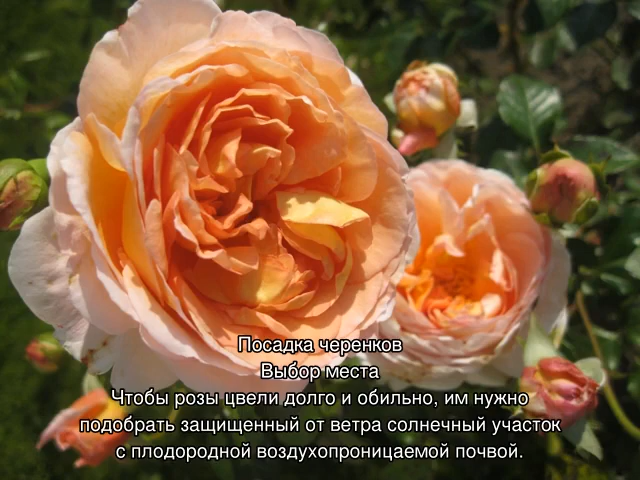 Посадка черенков
Выбор места
Чтобы розы цвели долго и обильно, им нужно
подобрать защищенный от ветра солнечный участок
с плодородной воздухопроницаемой почвой.